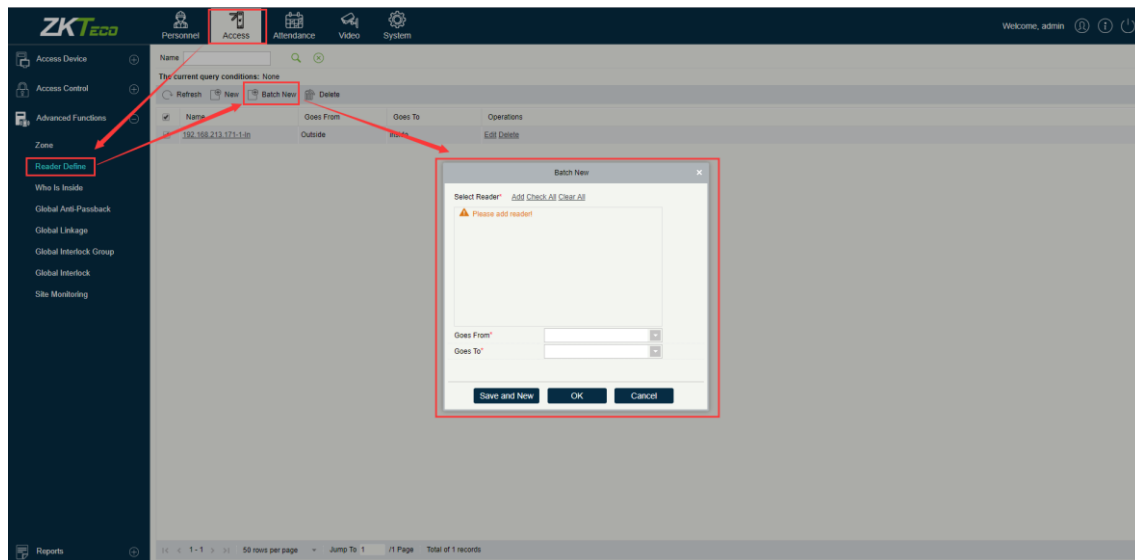 ZKTeco
Personnel
Access
Attendance
Video
System
Welcome, admin
Access Device
Access Control
Advanced Functions
Zone
Reader Define
Who Is Inside
Global Anti-Passback
Global Linkage
Global Interlock Group
Global Interlock
Site Monitoring
Reports
Name
The current query conditions: None
Refresh New Batch New Delete
Name Goes From Goes To Operations
192.168.213.171-1-In Outside Inside Edit Delete
Batch New
Select Reader* Add Check All Clear All
Please add reader!
Goes From*
Goes To*
Save and New OK Cancel
1 - 1 50 rows per page Jump To 1 /1 Page Total of 1 records